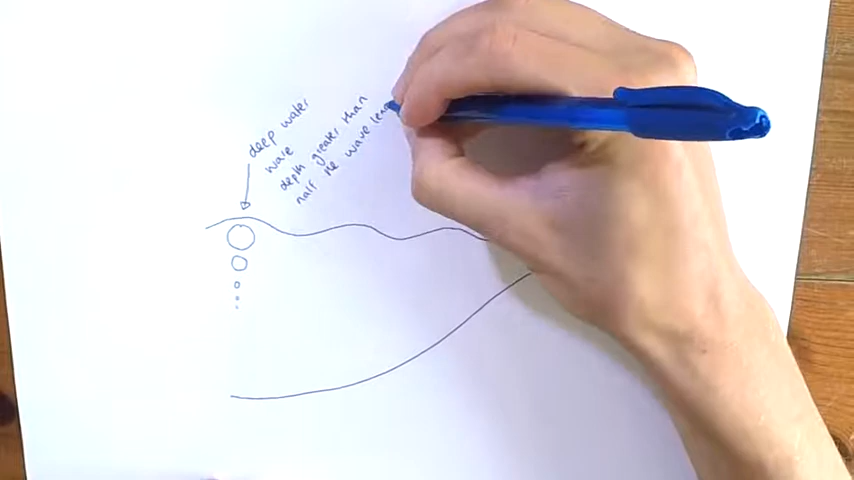 deep water
wave
depth greater than
half the wave